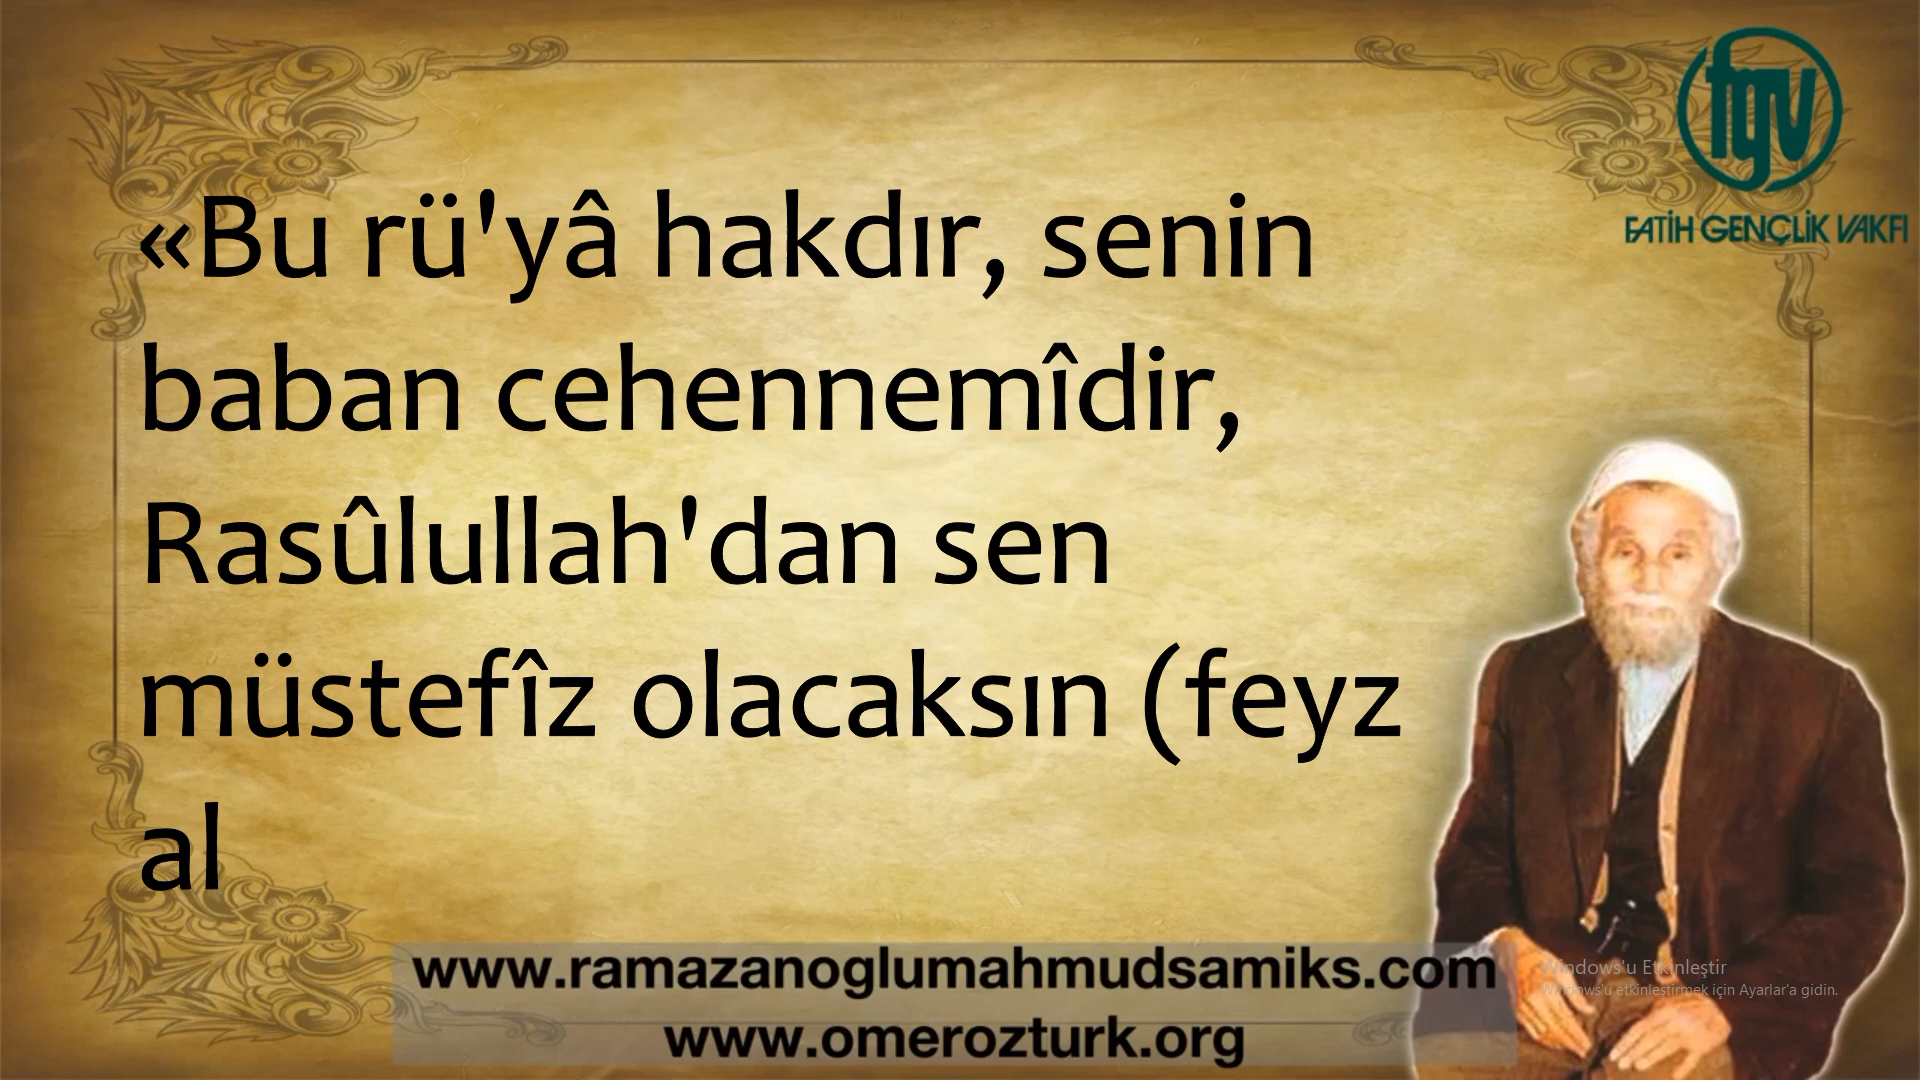 fgv
FATİH GENÇLİK VAKFI
«Bu rü'yâ hakdır, senin
baban cehennemîdir,
Rasûlullah'dan sen
müstefîz olacaksın (feyz
al
www.ramazanoglumahmudsamiks.com
www.omerozturk.org
Windows'u Etkinleştir
Windows'u etkinleştirmek için Ayarlar'a gidin.